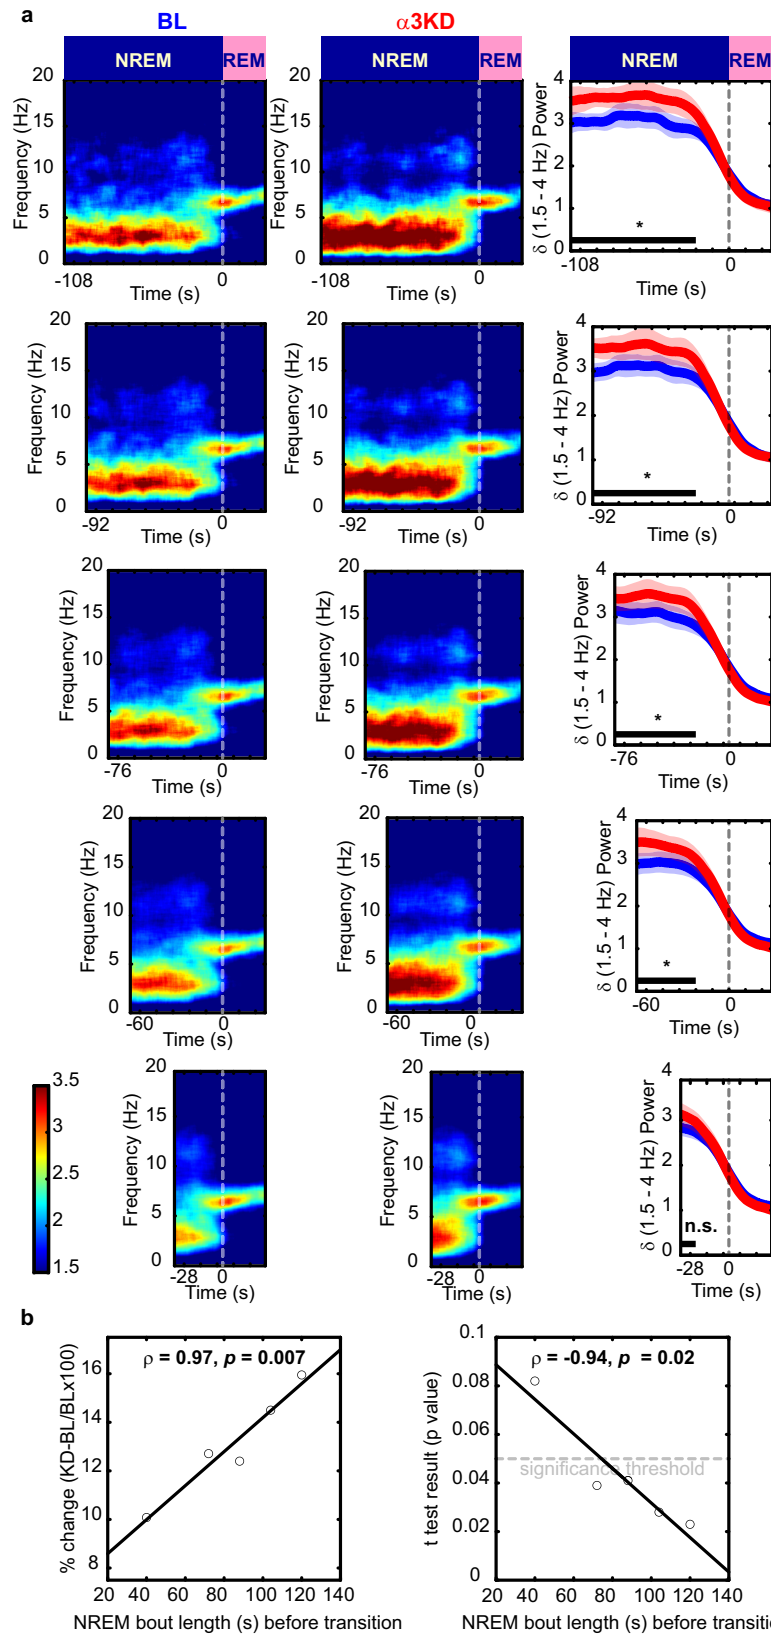 a
BL
α3KD
NREM REM
NREM REM
NREM REM
20
15
10
5
0
Frequency (Hz)
-108 0
Time (s)
20
15
10
5
0
Frequency (Hz)
-108 0
Time (s)
4
3
2
1
0
δ (1.5 - 4 Hz) Power
*
-108 0
Time (s)
20
15
10
5
0
Frequency (Hz)
-92 0
Time (s)
20
15
10
5
0
Frequency (Hz)
-92 0
Time (s)
4
3
2
1
0
δ (1.5 - 4 Hz) Power
*
-92 0
Time (s)
20
15
10
5
0
Frequency (Hz)
-76 0
Time (s)
20
15
10
5
0
Frequency (Hz)
-76 0
Time (s)
4
3
2
1
0
δ (1.5 - 4 Hz) Power
*
-76 0
Time (s)
20
15
10
5
0
Frequency (Hz)
-60 0
Time (s)
20
15
10
5
0
Frequency (Hz)
-60 0
Time (s)
4
3
2
1
0
δ (1.5 - 4 Hz) Power
*
-60 0
Time (s)
3.5
3
2.5
2
1.5
20
15
10
5
0
Frequency (Hz)
-28 0
Time (s)
20
15
10
5
0
Frequency (Hz)
-28 0
Time (s)
4
3
2
1
0
δ (1.5 - 4 Hz) Power
n.s.
-28 0
Time (s)
b
16
14
12
10
8
% change (KD-BL/BLx100)
ρ = 0.97, p = 0.007
20 40 60 80 100 120 140
NREM bout length (s) before transition
0.1
0.08
0.06
0.04
0.02
0
t test result (p value)
ρ = -0.94, p = 0.02
significance threshold
20 40 60 80 100 120 140
NREM bout length (s) before transiti